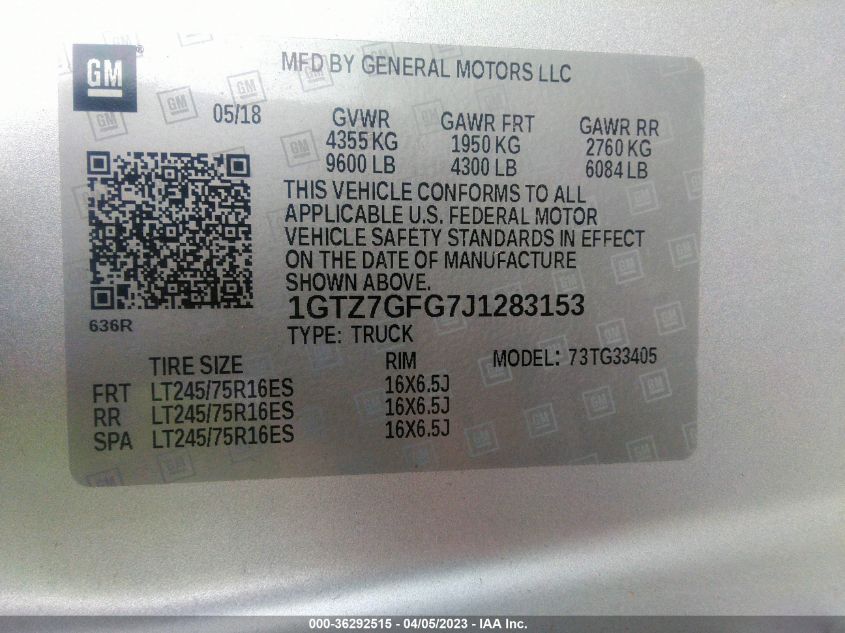 GM
MFD BY GENERAL MOTORS LLC
05/18
GVWR GAWR FRT GAWR RR
4355 KG 1950 KG 2760 KG
9600 LB 4300 LB 6084 LB
THIS VEHICLE CONFORMS TO ALL
APPLICABLE U.S. FEDERAL MOTOR
VEHICLE SAFETY STANDARDS IN EFFECT
ON THE DATE OF MANUFACTURE
SHOWN ABOVE.
1GTZ7GFG7J1283153
636R
TYPE: TRUCK
TIRE SIZE RIM MODEL: 73TG33405
FRT LT245/75R16ES 16X6.5J
RR LT245/75R16ES 16X6.5J
SPA LT245/75R16ES 16X6.5J
000-36292515 - 04/05/2023 - IAA Inc.